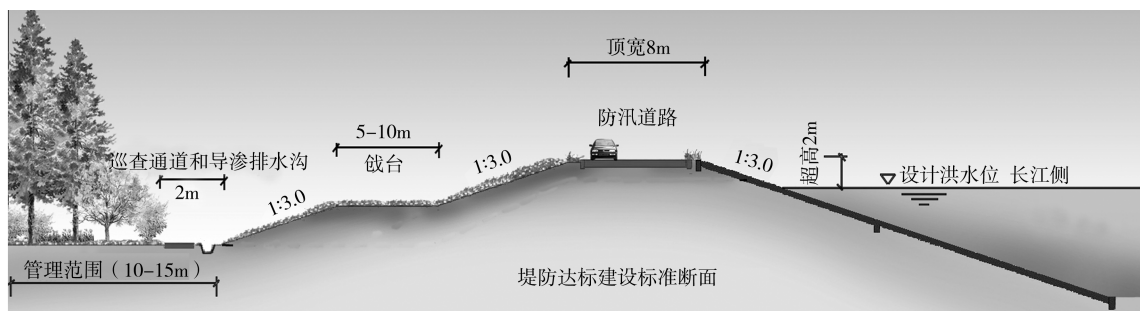 顶宽8m
防汛道路
5-10m
戗台
巡查通道和导渗排水沟
2m
1:3.0
1:3.0
1:3.0
超高2m
设计洪水位 长江侧
管理范围（10-15m）
堤防达标建设标准断面